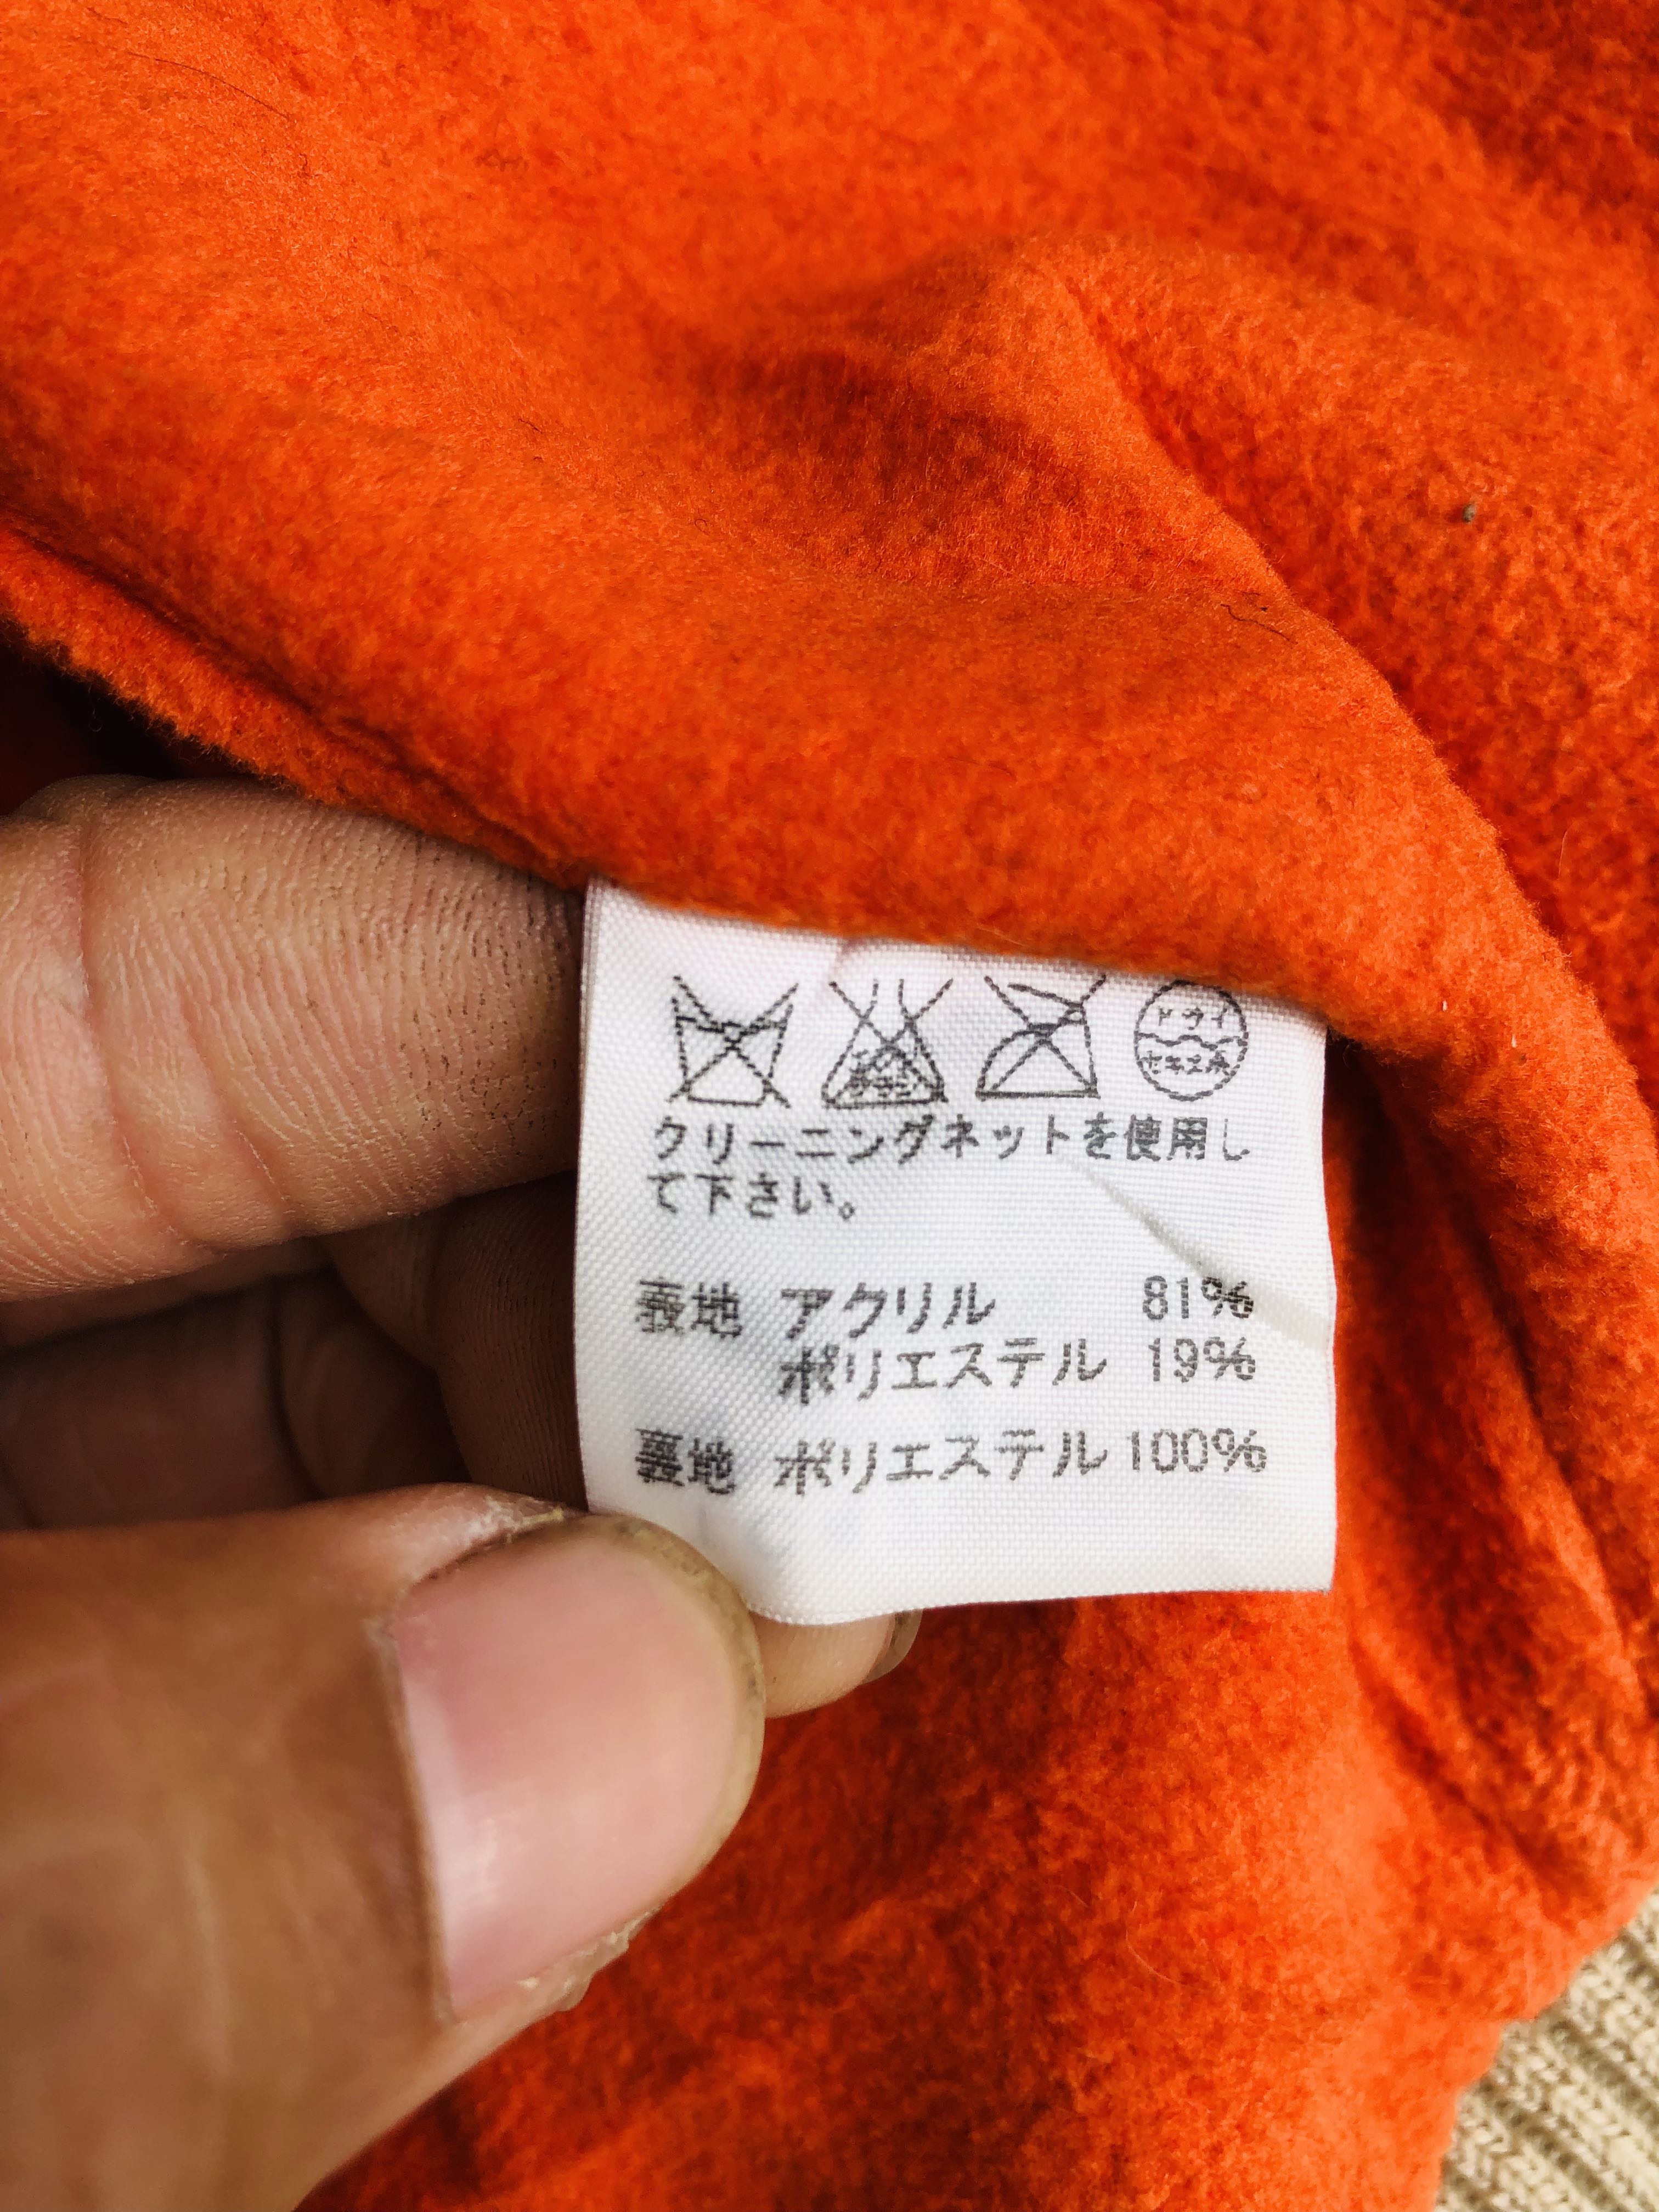 ドライ
セキユ系
クリーニングネットを使用し
て下さい。
表地 アクリル 81%
ポリエステル 19%
裏地 ポリエステル 100%